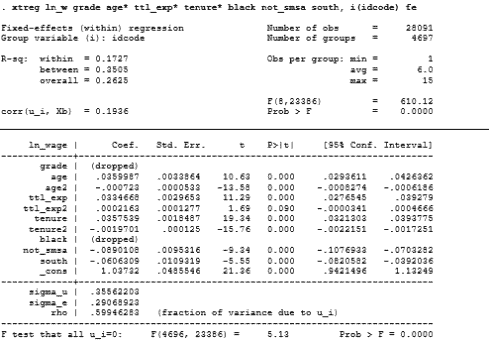 . xtreg ln_w grade age* ttl_exp* tenure* black not_smsa south, i(idcode) fe
Fixed-effects (within) regression Number of obs = 28091
Group variable (i): idcode Number of groups = 4697
R-sq: within = 0.1727 Obs per group: min = 1
between = 0.3505 avg = 6.0
overall = 0.2625 max = 15
F(8,23386) = 610.12
corr(u_i, Xb) = 0.1936 Prob > F = 0.0000
ln_wage | Coef. Std. Err. t P>|t| [95% Conf. Interval]
grade | (dropped)
age | .0359987 .0033864 10.63 0.000 .0293611 .0426362
age2 | -.000723 .0000533 -13.58 0.000 -.0008274 -.0006186
ttl_exp | .0334668 .0029653 11.29 0.000 .0276545 .039279
ttl_exp2 | .0002163 .0001277 1.69 0.090 -.0000341 .0004666
tenure | .0357539 .0018487 19.34 0.000 .0321303 .0393775
tenure2 | -.0019701 .000125 -15.76 0.000 -.0022151 -.0017251
black | (dropped)
not_smsa | -.0890108 .0095316 -9.34 0.000 -.1076933 -.0703282
south | -.0606309 .0109319 -5.55 0.000 -.0820582 -.0392036
_cons | 1.03732 .0485546 21.36 0.000 .9421496 1.13249
sigma_u | .35562203
sigma_e | .29068923
rho | .59946283 (fraction of variance due to u_i)
F test that all u_i=0: F(4696, 23386) = 5.13 Prob > F = 0.0000